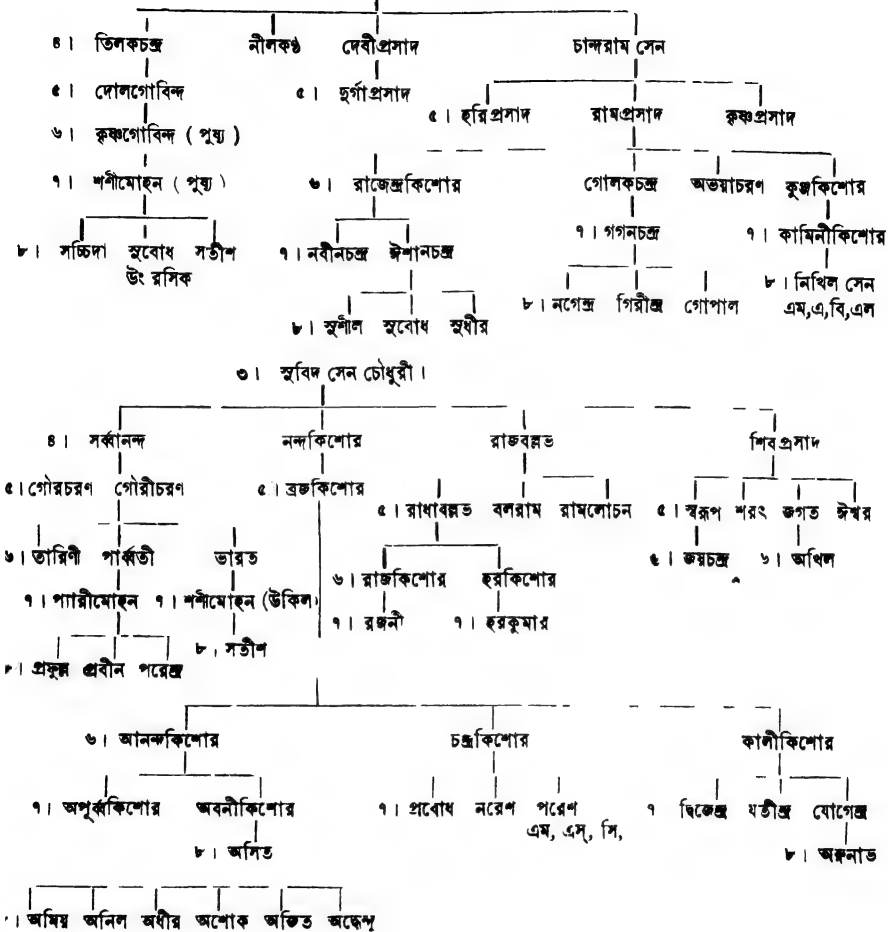 ৪। তিলকচন্দ্র নীলকণ্ঠ দেবীপ্রসাদ চান্দরাম সেন
৫। দোলগোবিন্দ ৫। দুর্গাপ্রসাদ
৫। হরিপ্রসাদ রামপ্রসাদ কৃষ্ণপ্রসাদ
৬। কৃষ্ণগোবিন্দ ( পুষ্য )
৭। শশীমোহন ( পুষ্য ) ৬। রাজেন্দ্রকিশোর গোলকচন্দ্র অভয়াচরণ কুঞ্জকিশোর
৭। গগনচন্দ্র ৭। কামিনীকিশোর
৮। সচ্চিদা সুবোধ সতীশ ৭। নবীনচন্দ্র ঈশানচন্দ্র
উং রসিক
৮। নগেন্দ্র গিরীন্দ্র গোপাল ৮। নিখিল সেন
এম,এ,বি,এল
৮। সুশীল সুবোধ সুধীর
৩। সুবিদ সেন চৌধুরী।
৪। সর্ব্বানন্দ নন্দকিশোর রাজবল্লভ শিবপ্রসাদ
৫। গৌরচরণ গৌরীচরণ ৫। ব্রজকিশোর
৫। রাধাবল্লভ বলরাম রামলোচন ৫। স্বরূপ শরৎ জগত ঈশ্বর
৬। তারিণী পার্ব্বতী ভারত ৬। জয়চন্দ্র ৬। অখিল
৬। রাজকিশোর হরকিশোর
৭। প্যারীমোহন ৭। শশীমোহন (উকিল)
৭। রজনী ৭। হরকুমার
৮। সতীশ
৮। প্রফুল্ল প্রবীন পরেন্দ্র
৬। আনন্দকিশোর চন্দ্রকিশোর কালীকিশোর
৭। অপূর্ব্বকিশোর অবনীকিশোর ৭। প্রবোধ নরেশ পরেশ ৭ দ্বিজেন্দ্র যতীন্দ্র যোগেন্দ্র
এম, এস্, সি,
৮। অসিত ৮। অরুনাভ
। অমিয় অনিল অধীর অশোক অজিত অর্দ্ধেন্দু